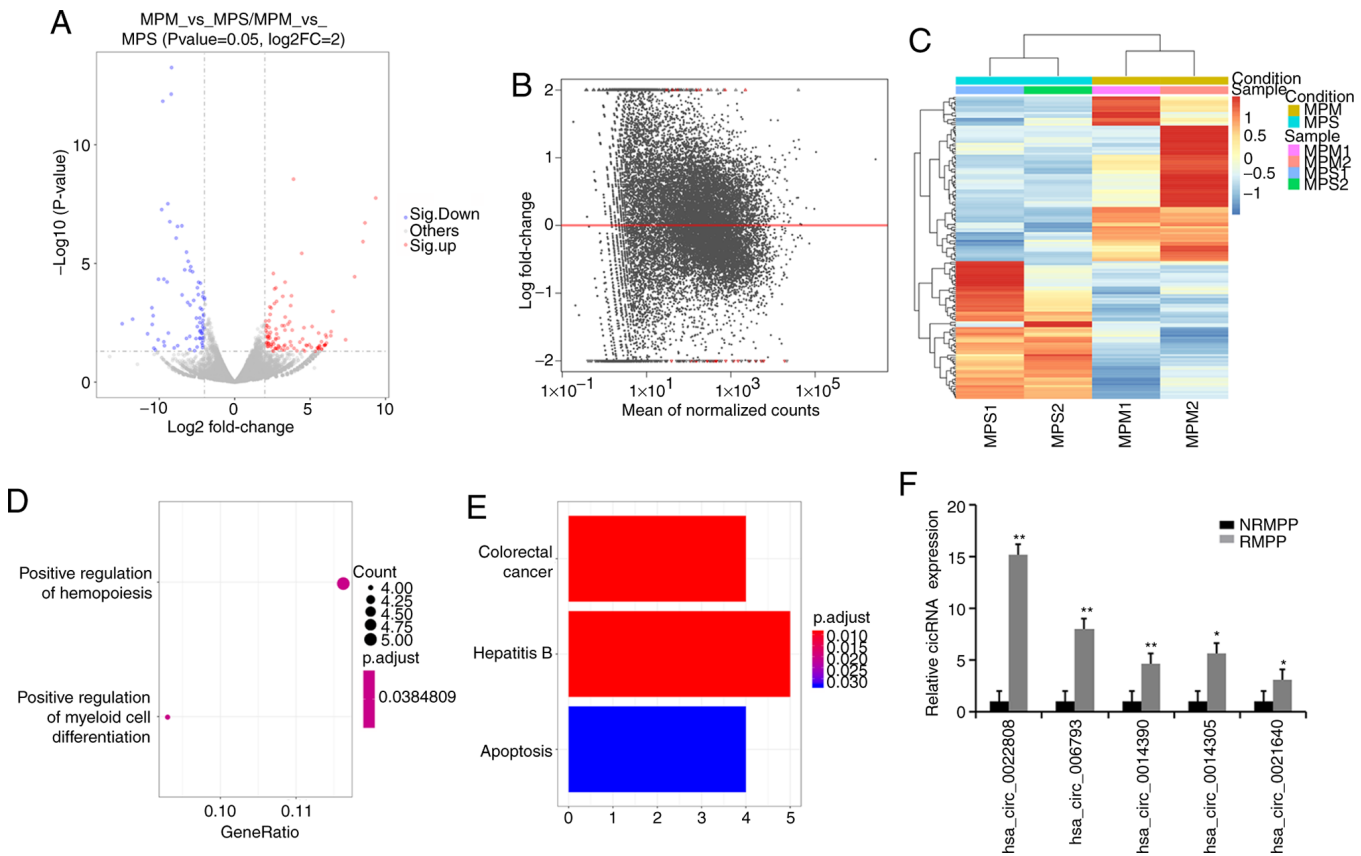 A
MPM_vs_MPS/MPM_vs_
MPS (Pvalue=0.05, log2FC=2)
−Log10 (P-value)
10
5
0
−10
0
5
10
Log2 fold-change
Sig.Down
Others
Sig.up
B
Log fold-change
2
1
0
−1
−2
1×10−1
1×101
1×103
1×105
Mean of normalized counts
C
Condition
Sample
1
0.5
0
−0.5
−1
Condition
MPM
MPS
Sample
MPM1
MPM2
MPS1
MPS2
MPS1
MPS2
MPM1
MPM2
D
Positive regulation
of hemopoiesis
Positive regulation
of myeloid cell
differentiation
0.10
0.11
GeneRatio
Count
4.00
4.25
4.50
4.75
5.00
p.adjust
0.0384809
E
Colorectal
cancer
Hepatitis B
Apoptosis
0
1
2
3
4
5
p.adjust
0.010
0.015
0.020
0.025
0.030
F
Relative cicRNA expression
20
15
10
5
0
**
**
**
*
*
NRMPP
RMPP
hsa_circ_0022808
hsa_circ_006793
hsa_circ_0014390
hsa_circ_0014305
hsa_circ_0021640